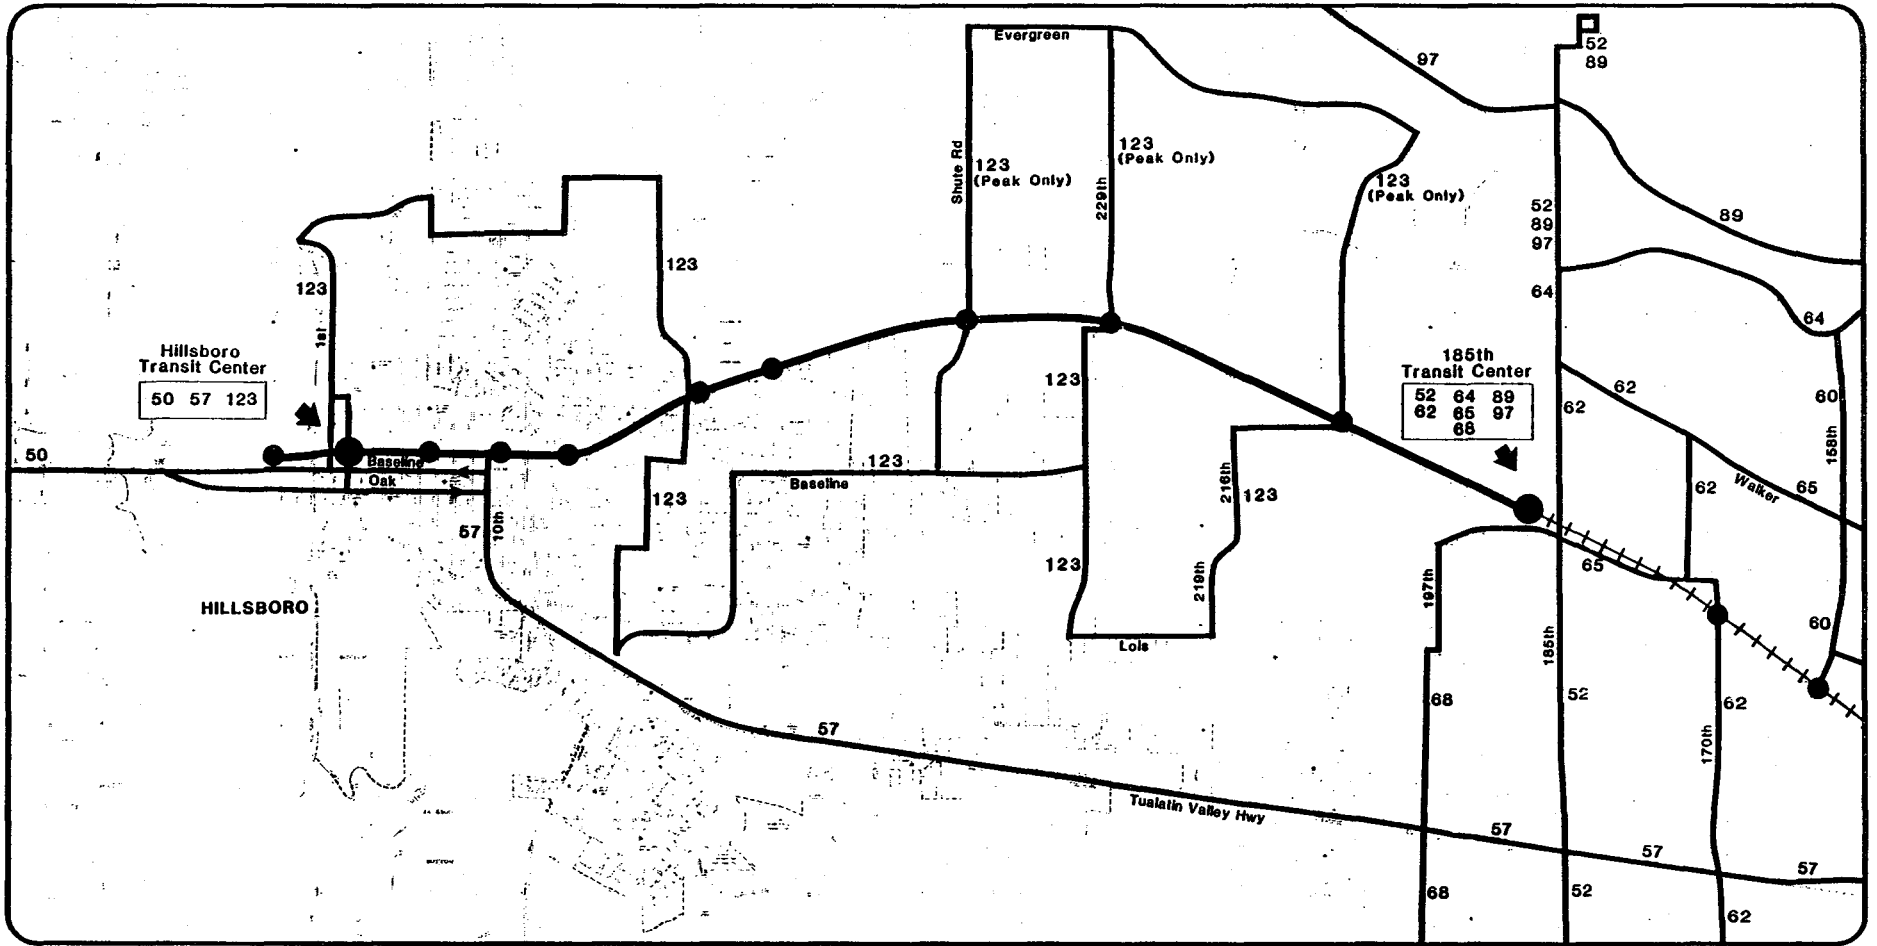 Evergreen
97
52
89
Shute Rd
123
(Peak Only)
229th
123
(Peak Only)
123
(Peak Only)
52
89
97
89
123
123
1st
64
64
Hillsboro
Transit Center
50 57 123
185th
Transit Center
52 64 89
62 65 97
68
123
62
62
60
158th
50
Baseline
Oak
123
Baseline
123
216th
123
62
Walker
65
57
10th
123
219th
65
197th
HILLSBORO
Lois
185th
60
68
52
62
170th
57
Tualatin Valley Hwy
57
57
57
68
52
62